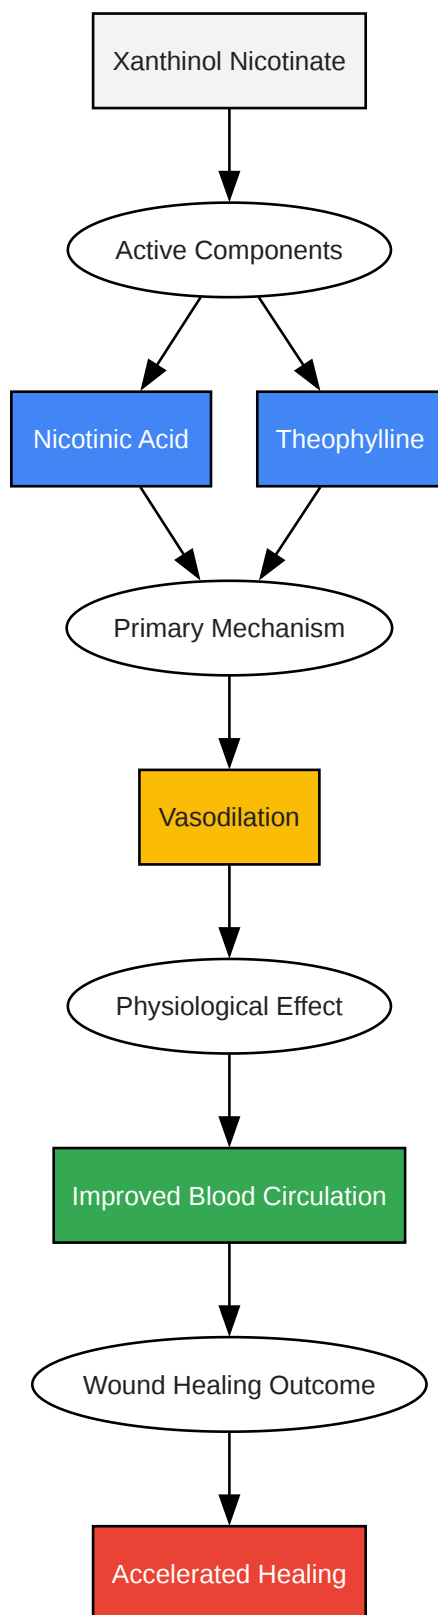 Xanthinol Nicotinate
Active Components
Nicotinic Acid
Theophylline
Primary Mechanism
Vasodilation
Physiological Effect
Improved Blood Circulation
Wound Healing Outcome
Accelerated Healing